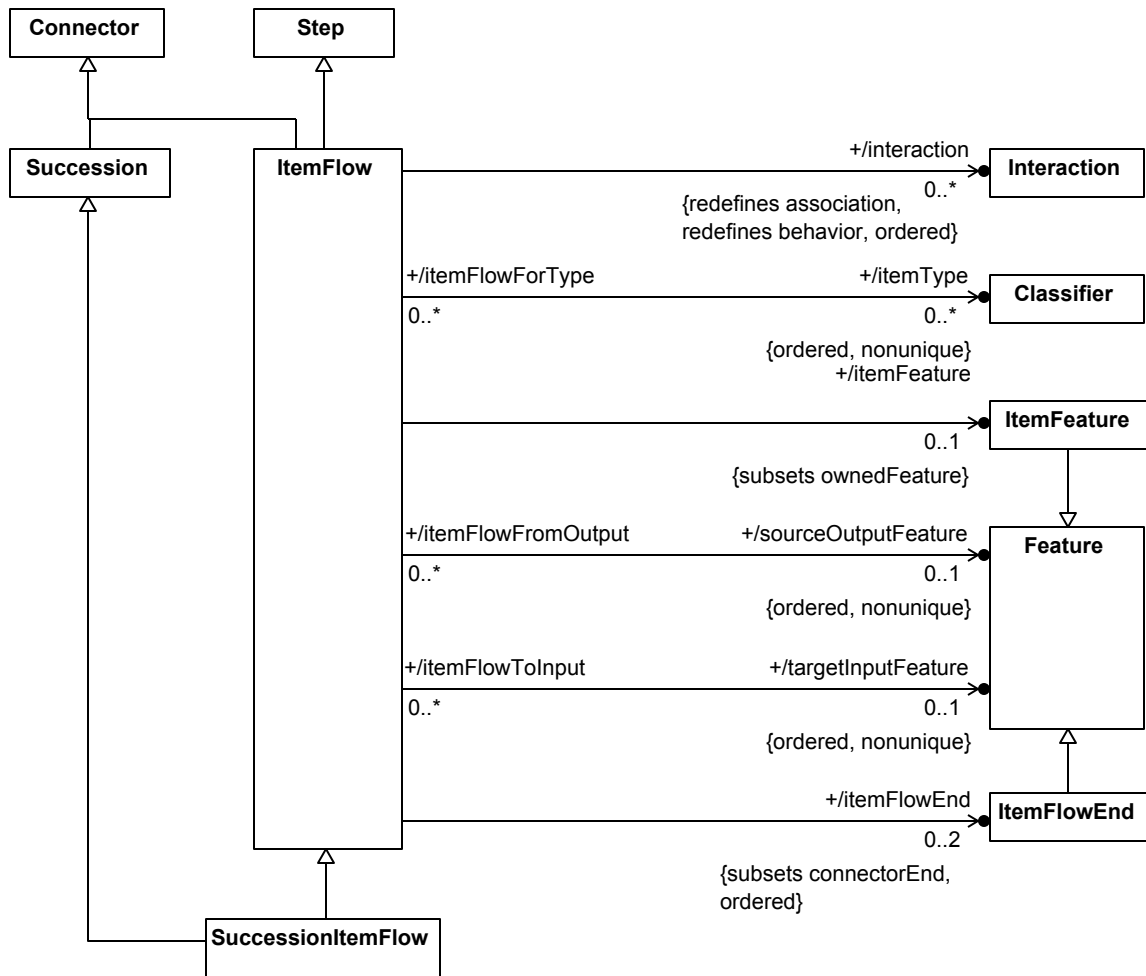 Connector
Step
Succession
ItemFlow
+/interaction
Interaction
0..*
{redefines association,
redefines behavior, ordered}
+/itemFlowForType
+/itemType
Classifier
0..*
0..*
{ordered, nonunique}
+/itemFeature
ItemFeature
0..1
{subsets ownedFeature}
+/itemFlowFromOutput
+/sourceOutputFeature
Feature
0..*
0..1
{ordered, nonunique}
+/itemFlowToInput
+/targetInputFeature
0..*
0..1
{ordered, nonunique}
+/itemFlowEnd
ItemFlowEnd
0..2
{subsets connectorEnd,
ordered}
SuccessionItemFlow